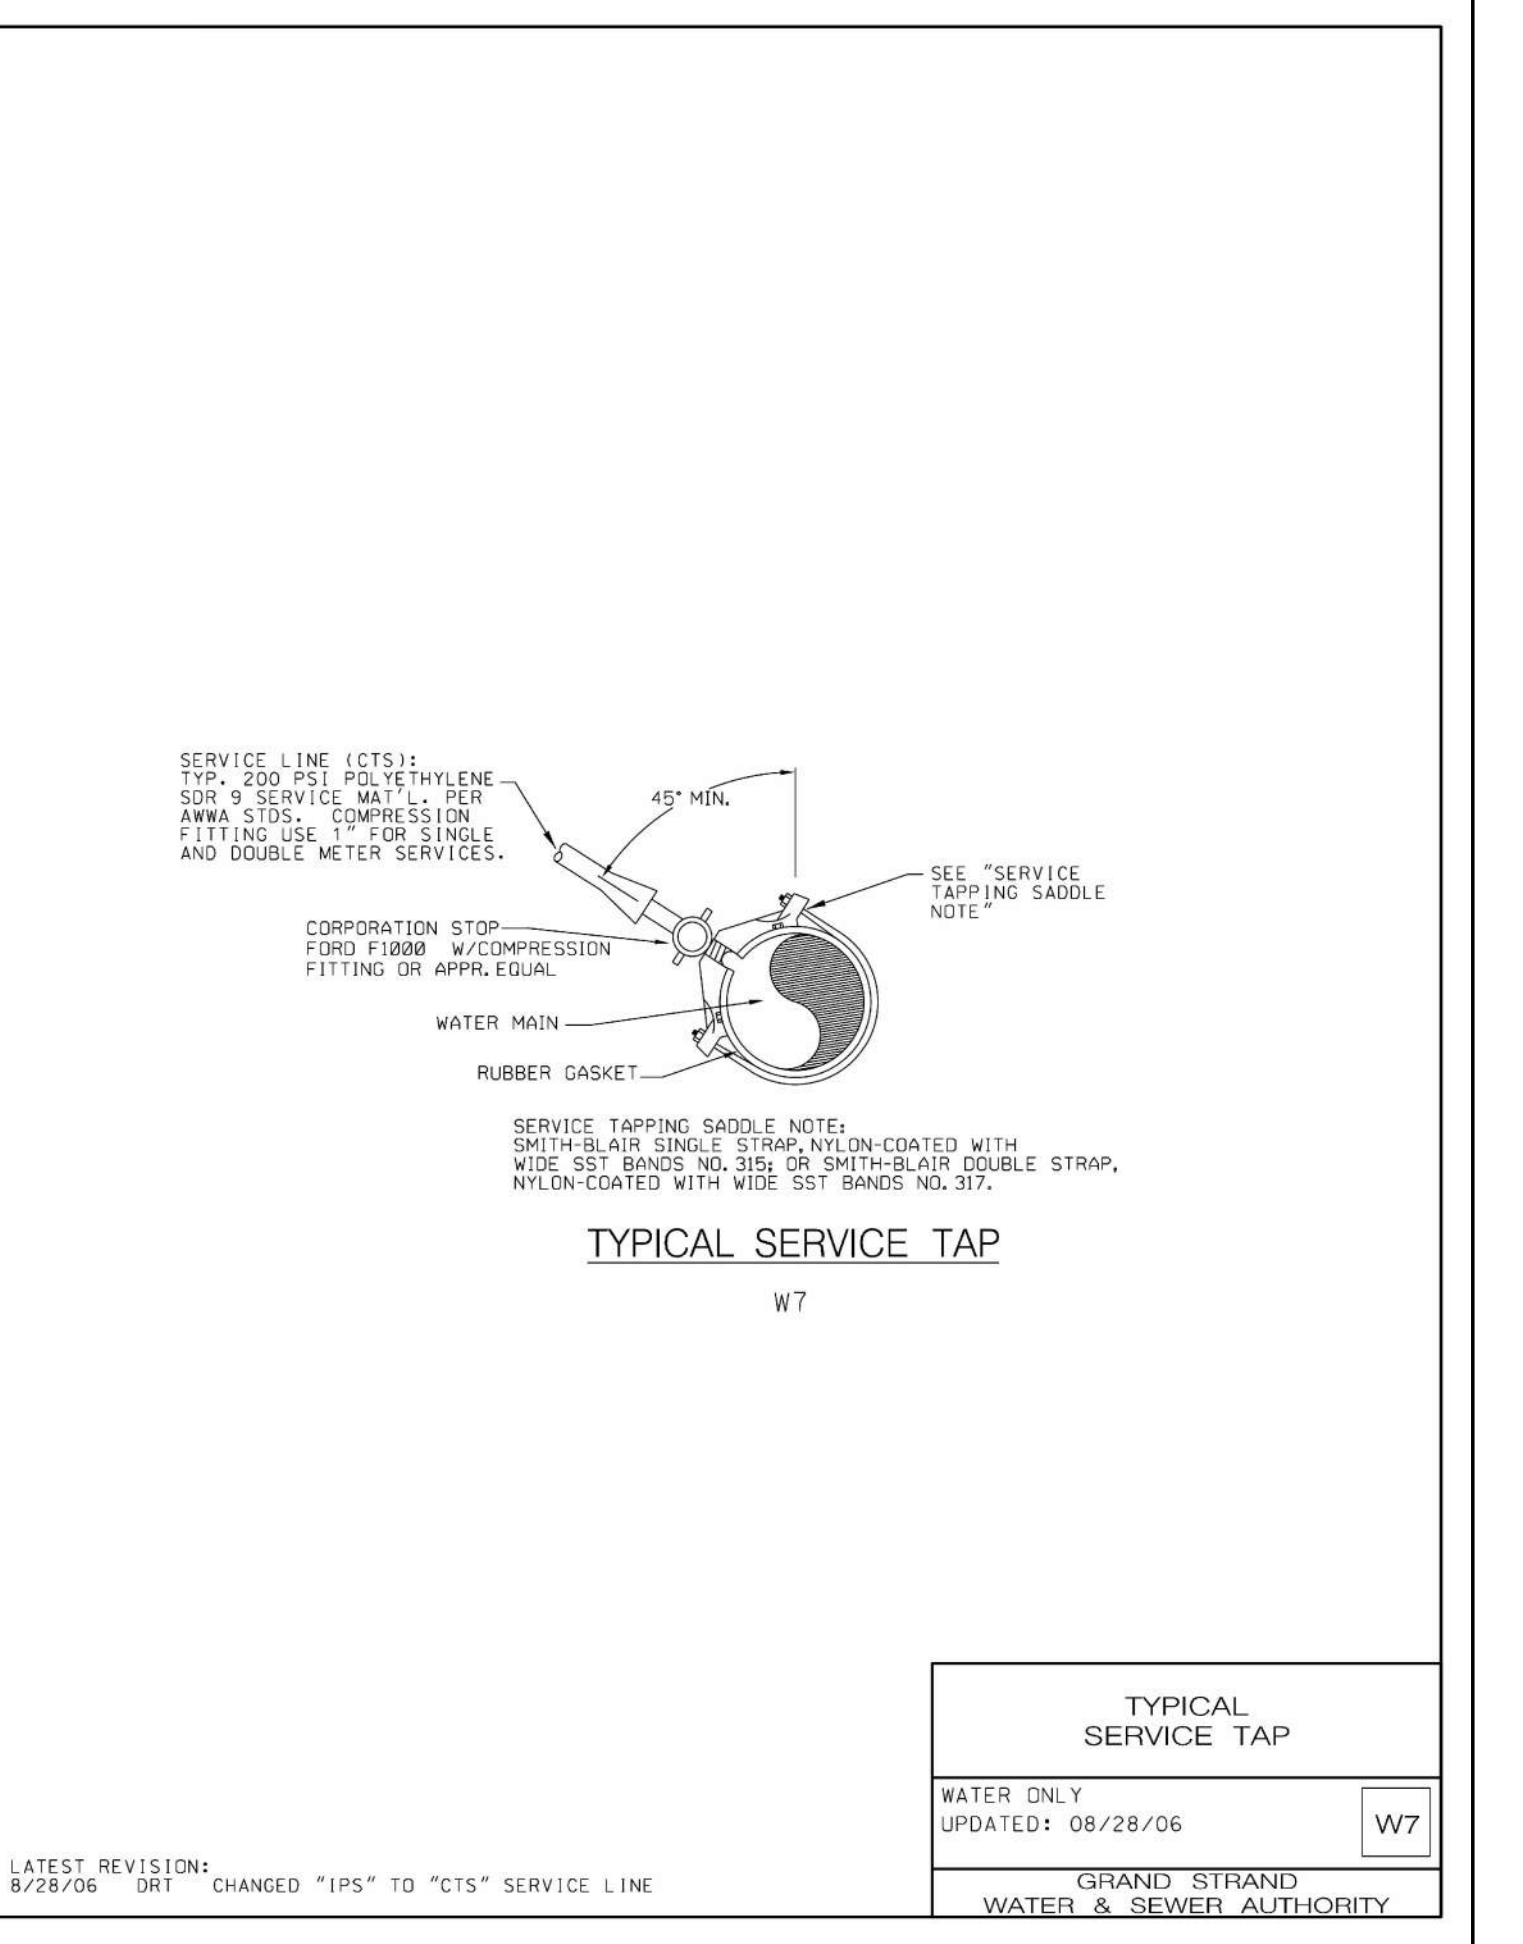 SERVICE LINE (CTS):
TYP. 200 PSI POLYETHYLENE
SDR 9 SERVICE MAT'L. PER
AWWA STDS.  COMPRESSION
FITTING USE 1" FOR SINGLE
AND DOUBLE METER SERVICES.
45° MIN.
SEE "SERVICE
TAPPING SADDLE
NOTE"
CORPORATION STOP
FORD F1000  W/COMPRESSION
FITTING OR APPR.EQUAL
WATER MAIN
RUBBER GASKET
SERVICE TAPPING SADDLE NOTE:
SMITH-BLAIR SINGLE STRAP,NYLON-COATED WITH
WIDE SST BANDS NO.315; OR SMITH-BLAIR DOUBLE STRAP,
NYLON-COATED WITH WIDE SST BANDS NO.317.
TYPICAL SERVICE TAP
W7
TYPICAL
SERVICE TAP
WATER ONLY
UPDATED: 08/28/06
W7
GRAND STRAND
WATER & SEWER AUTHORITY
LATEST REVISION:
8/28/06   DRT   CHANGED "IPS" TO "CTS" SERVICE LINE